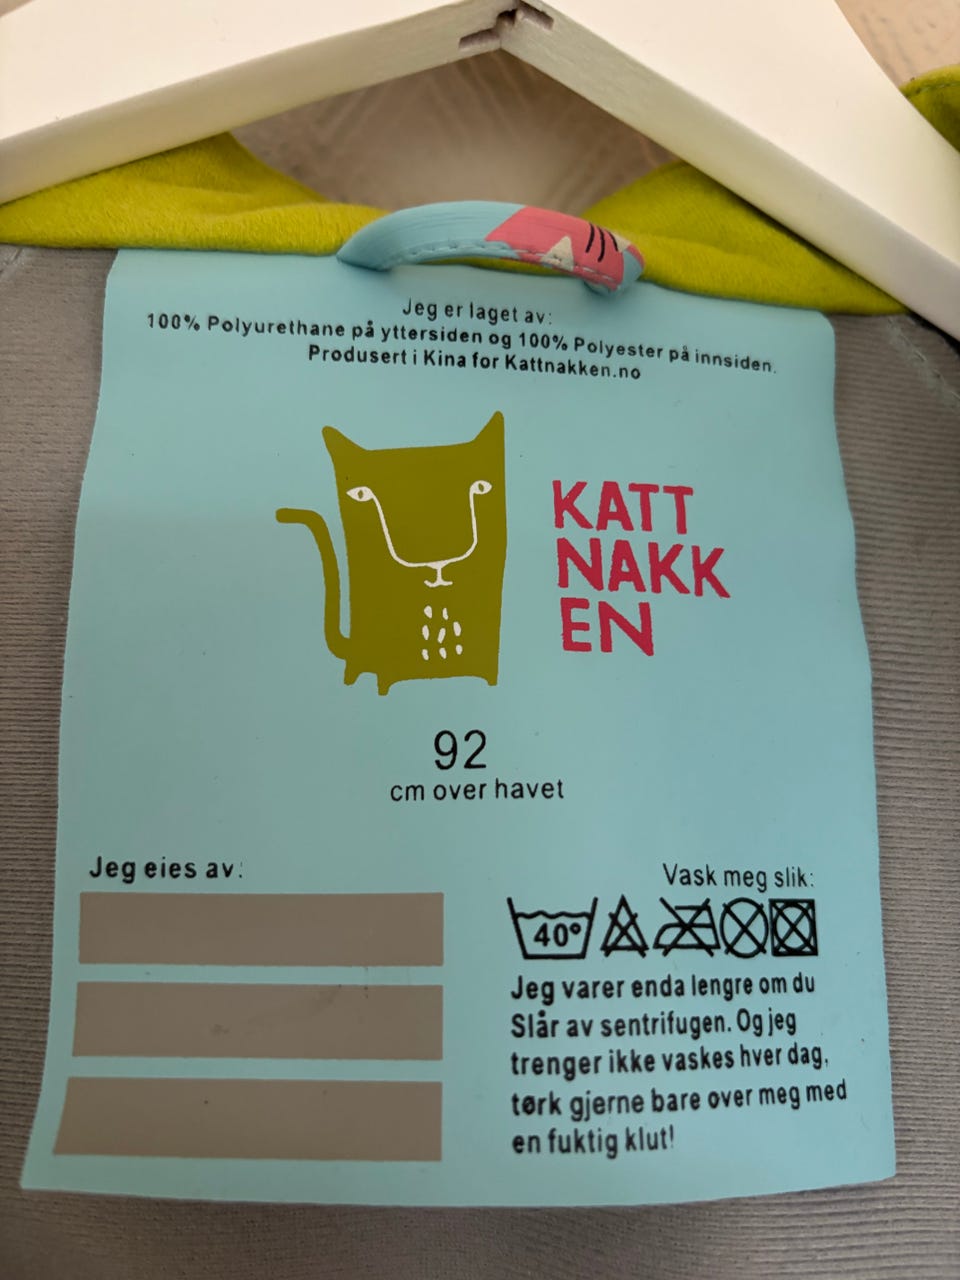 Jeg er laget av:
100% Polyurethane på yttersiden og 100% Polyester på innsiden.
Produsert i Kina for Kattnakken.no
KATT
NAKK
EN
92
cm over havet
Jeg eies av:
Vask meg slik:
40°
Jeg varer enda lengre om du
Slår av sentrifugen. Og jeg
trenger ikke vaskes hver dag,
tørk gjerne bare over meg med
en fuktig klut!